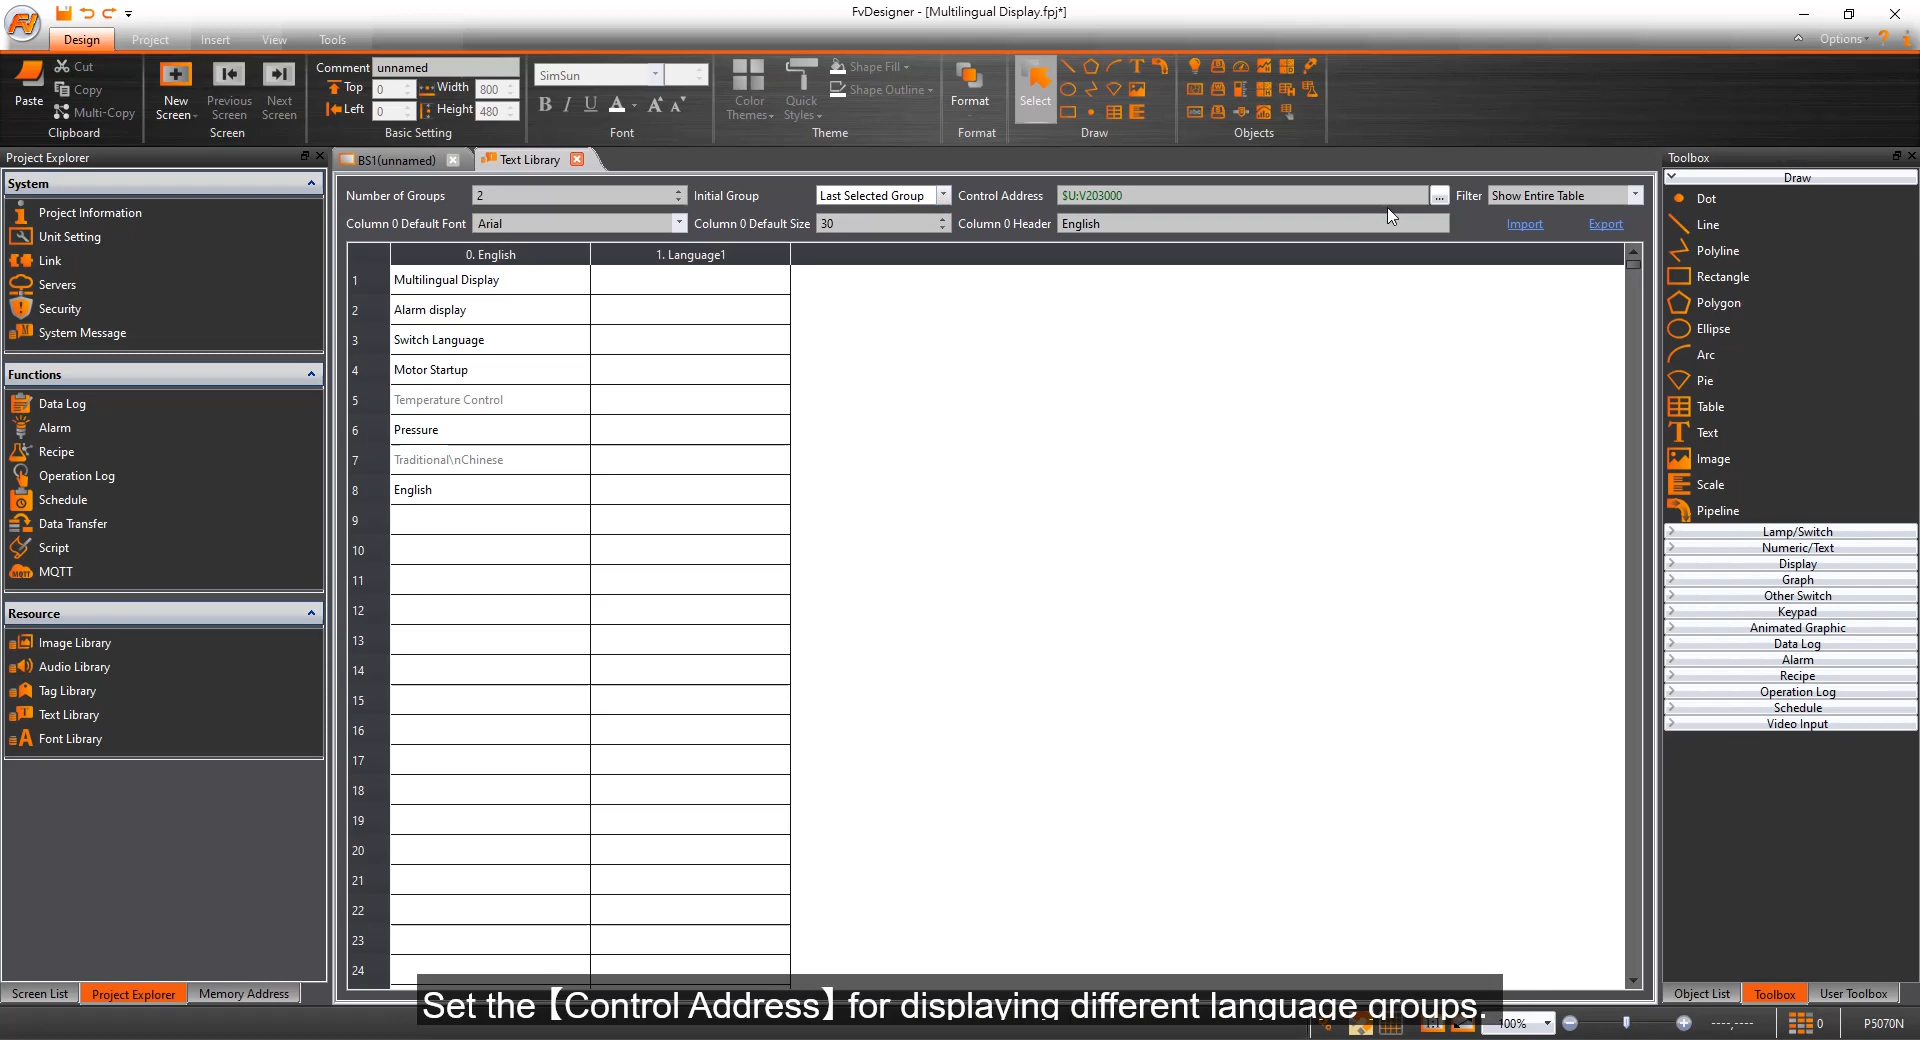 FvDesigner - [Multilingual Display.fpj*]
Design Project Insert View Tools Options
Paste
Cut
Copy
Multi-Copy
Clipboard
New Screen
Previous Screen
Next Screen
Screen
Comment unnamed
Top 0 Width 800
Left 0 Height 480
Basic Setting
SimSun
B I U A A A
Font
Color Themes
Quick Styles
Shape Fill
Shape Outline
Theme
Format
Format
Select
Draw
Objects
Project Explorer
System
Project Information
Unit Setting
Link
Servers
Security
System Message
Functions
Data Log
Alarm
Recipe
Operation Log
Schedule
Data Transfer
Script
MQTT
Resource
Image Library
Audio Library
Tag Library
Text Library
Font Library
Screen List Project Explorer Memory Address
BS1(unnamed) Text Library
Number of Groups 2 Initial Group Last Selected Group Control Address $U:V203000 ... Filter Show Entire Table
Column 0 Default Font Arial Column 0 Default Size 30 Column 0 Header English Import Export
0. English 1. Language1
1 Multilingual Display
2 Alarm display
3 Switch Language
4 Motor Startup
5 Temperature Control
6 Pressure
7 Traditional\nChinese
8 English
9
10
11
12
13
14
15
16
17
18
19
20
21
22
23
24
Set the【Control Address】for displaying different language groups.
Toolbox
Draw
Dot
Line
Polyline
Rectangle
Polygon
Ellipse
Arc
Pie
Table
Text
Image
Scale
Pipeline
Lamp/Switch
Numeric/Text
Display
Graph
Other Switch
Keypad
Animated Graphic
Data Log
Alarm
Recipe
Operation Log
Schedule
Video Input
Object List Toolbox User Toolbox
100% ----,---- 0 P5070N